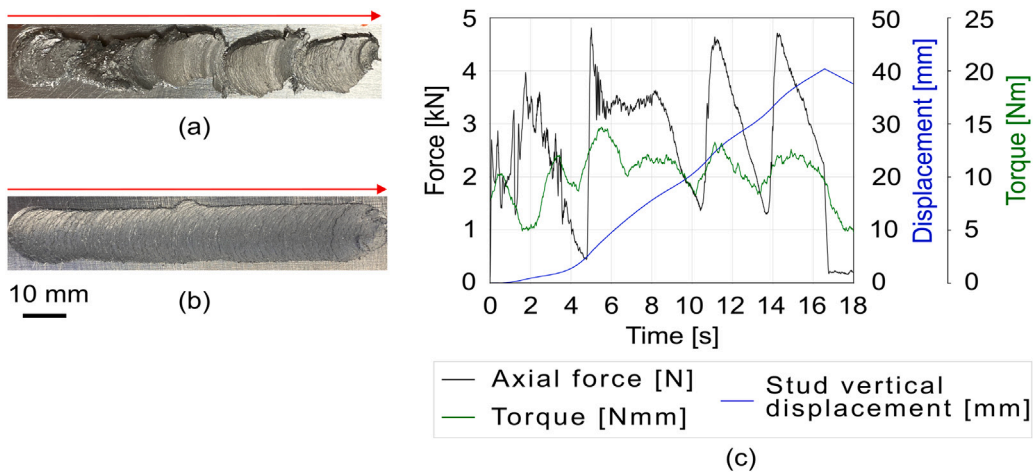 (a)
(b)
10 mm
5
4
3
2
1
0
Force [kN]
0 2 4 6 8 10 12 14 16 18
Time [s]
50
40
30
20
10
0
Displacement [mm]
25
20
15
10
5
0
Torque [Nm]
Axial force [N]
Torque [Nmm]
Stud vertical
displacement [mm]
(c)